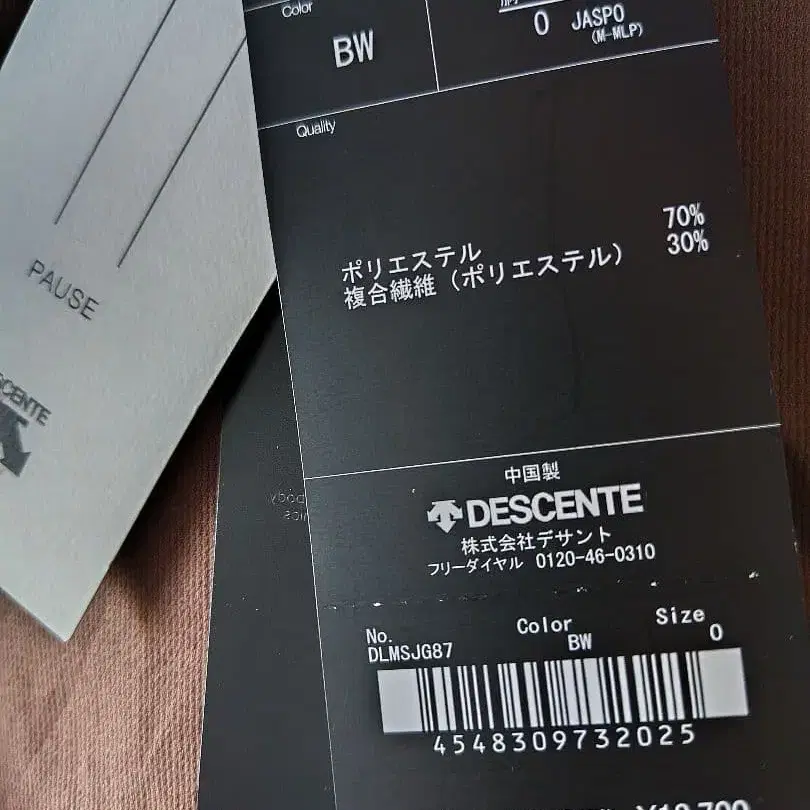 Color
BW
0 JASPO
(M-MLP)
Quality
ポリエステル 70%
複合繊維（ポリエステル） 30%
中国製
DESCENTE
株式会社デサント
フリーダイヤル 0120-46-0310
No. Color Size
DLMSJG87 BW 0
4548309732025
PAUSE